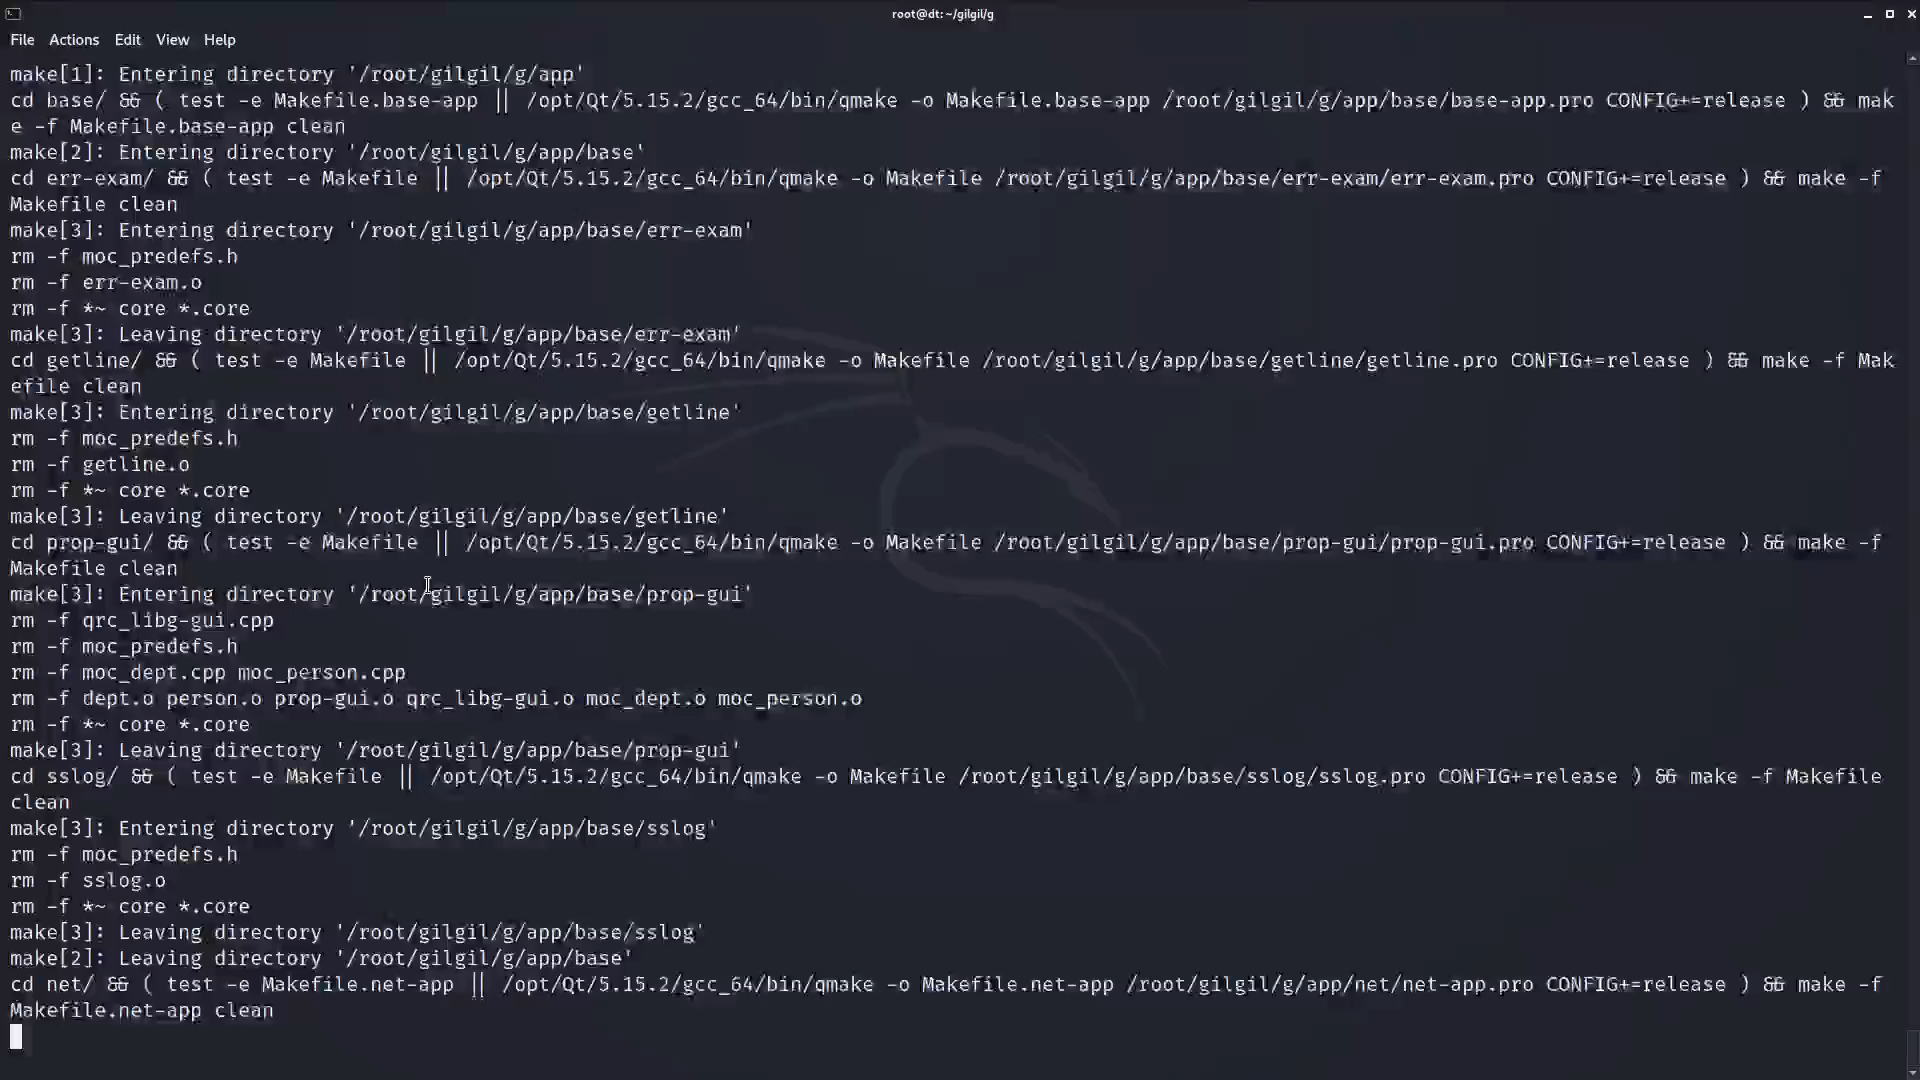 root@dt: ~/gilgil/g
File Actions Edit View Help
make[1]: Entering directory '/root/gilgil/g/app'
cd base/ && ( test -e Makefile.base-app || /opt/Qt/5.15.2/gcc_64/bin/qmake -o Makefile.base-app /root/gilgil/g/app/base/base-app.pro CONFIG+=release ) && mak
e -f Makefile.base-app clean
make[2]: Entering directory '/root/gilgil/g/app/base'
cd err-exam/ && ( test -e Makefile || /opt/Qt/5.15.2/gcc_64/bin/qmake -o Makefile /root/gilgil/g/app/base/err-exam/err-exam.pro CONFIG+=release ) && make -f
Makefile clean
make[3]: Entering directory '/root/gilgil/g/app/base/err-exam'
rm -f moc_predefs.h
rm -f err-exam.o
rm -f *~ core *.core
make[3]: Leaving directory '/root/gilgil/g/app/base/err-exam'
cd getline/ && ( test -e Makefile || /opt/Qt/5.15.2/gcc_64/bin/qmake -o Makefile /root/gilgil/g/app/base/getline/getline.pro CONFIG+=release ) && make -f Mak
efile clean
make[3]: Entering directory '/root/gilgil/g/app/base/getline'
rm -f moc_predefs.h
rm -f getline.o
rm -f *~ core *.core
make[3]: Leaving directory '/root/gilgil/g/app/base/getline'
cd prop-gui/ && ( test -e Makefile || /opt/Qt/5.15.2/gcc_64/bin/qmake -o Makefile /root/gilgil/g/app/base/prop-gui/prop-gui.pro CONFIG+=release ) && make -f
Makefile clean
make[3]: Entering directory '/root/gilgil/g/app/base/prop-gui'
rm -f qrc_libg-gui.cpp
rm -f moc_predefs.h
rm -f moc_dept.cpp moc_person.cpp
rm -f dept.o person.o prop-gui.o qrc_libg-gui.o moc_dept.o moc_person.o
rm -f *~ core *.core
make[3]: Leaving directory '/root/gilgil/g/app/base/prop-gui'
cd sslog/ && ( test -e Makefile || /opt/Qt/5.15.2/gcc_64/bin/qmake -o Makefile /root/gilgil/g/app/base/sslog/sslog.pro CONFIG+=release ) && make -f Makefile
clean
make[3]: Entering directory '/root/gilgil/g/app/base/sslog'
rm -f moc_predefs.h
rm -f sslog.o
rm -f *~ core *.core
make[3]: Leaving directory '/root/gilgil/g/app/base/sslog'
make[2]: Leaving directory '/root/gilgil/g/app/base'
cd net/ && ( test -e Makefile.net-app || /opt/Qt/5.15.2/gcc_64/bin/qmake -o Makefile.net-app /root/gilgil/g/app/net/net-app.pro CONFIG+=release ) && make -f
Makefile.net-app clean